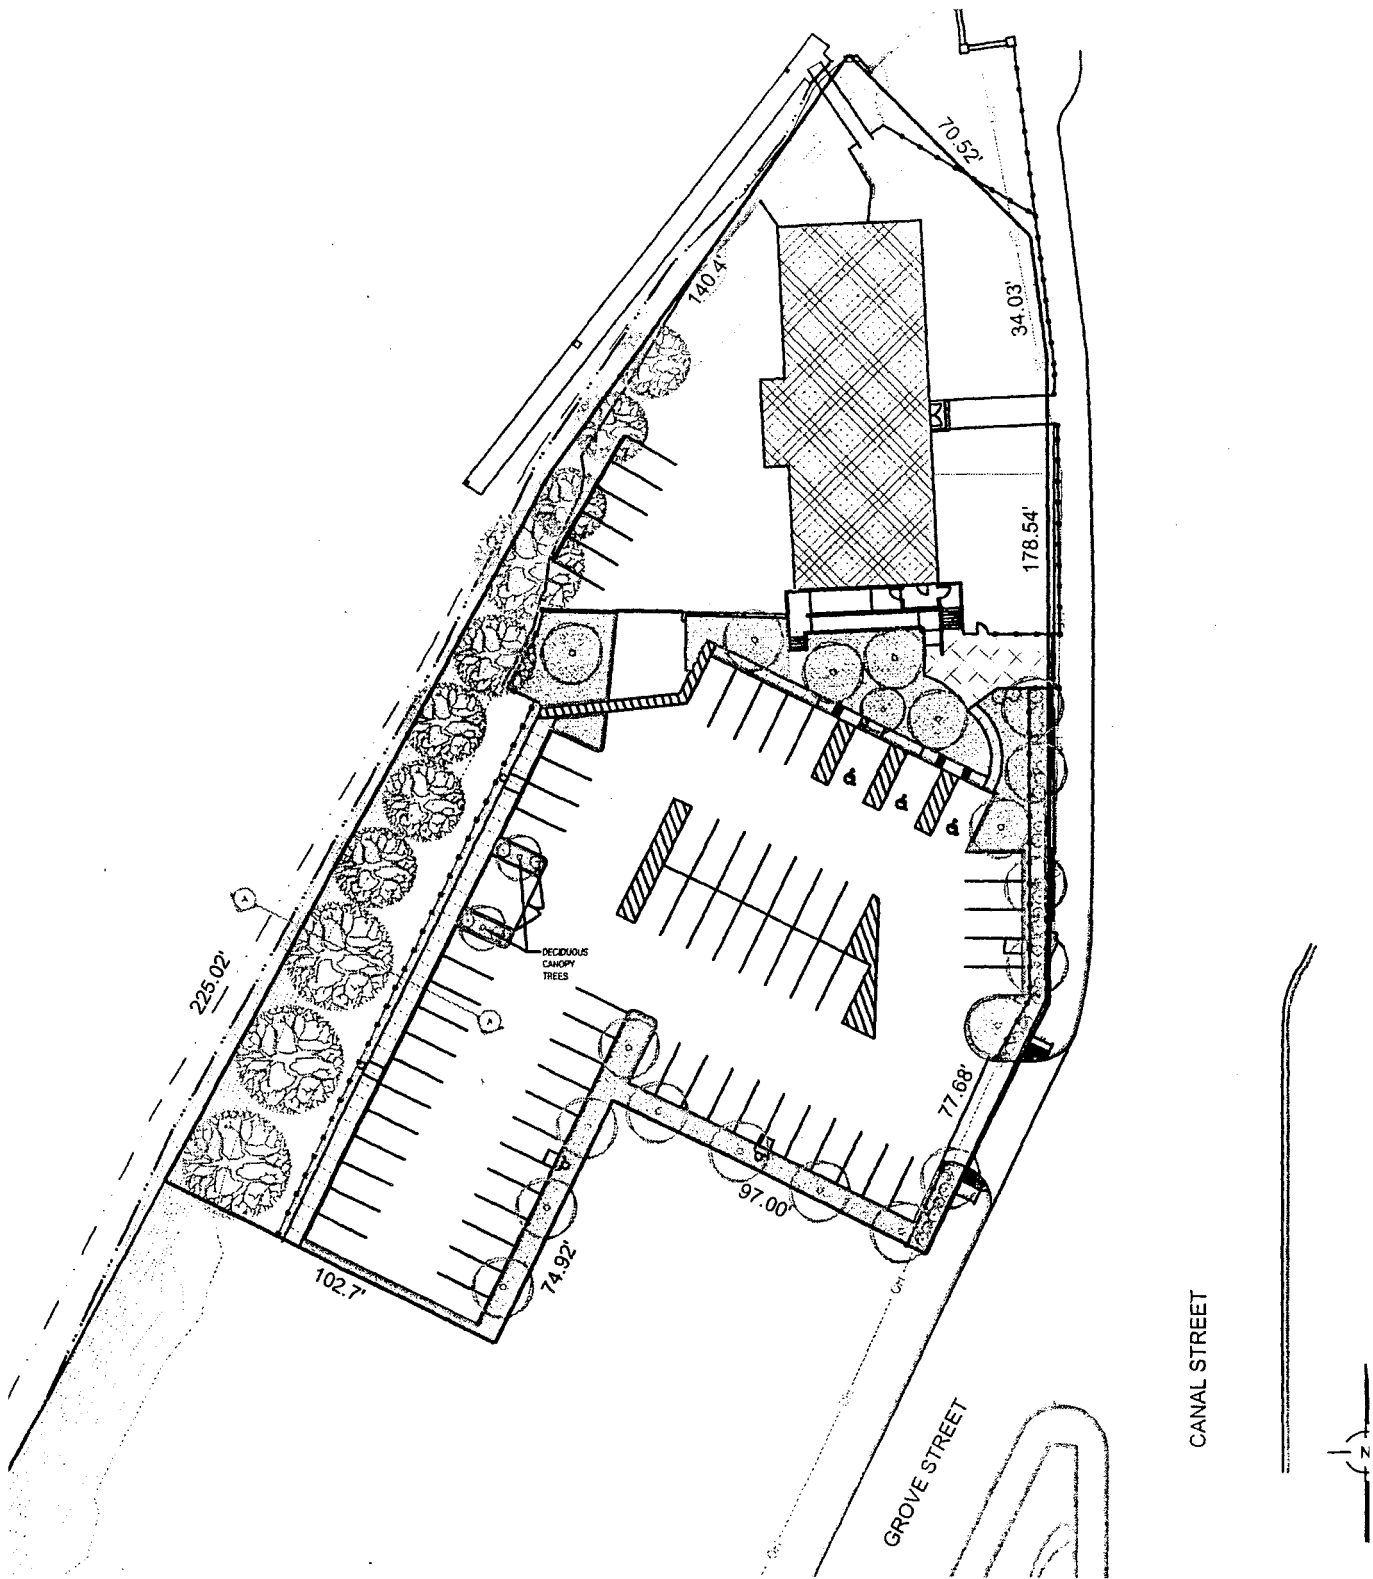 70.52'
140.4'
34.03'
178.54'
DECIDUOUS
CANOPY
TREES
225.02'
77.68'
97.00'
74.92'
102.7'
GROVE STREET
CANAL STREET
N